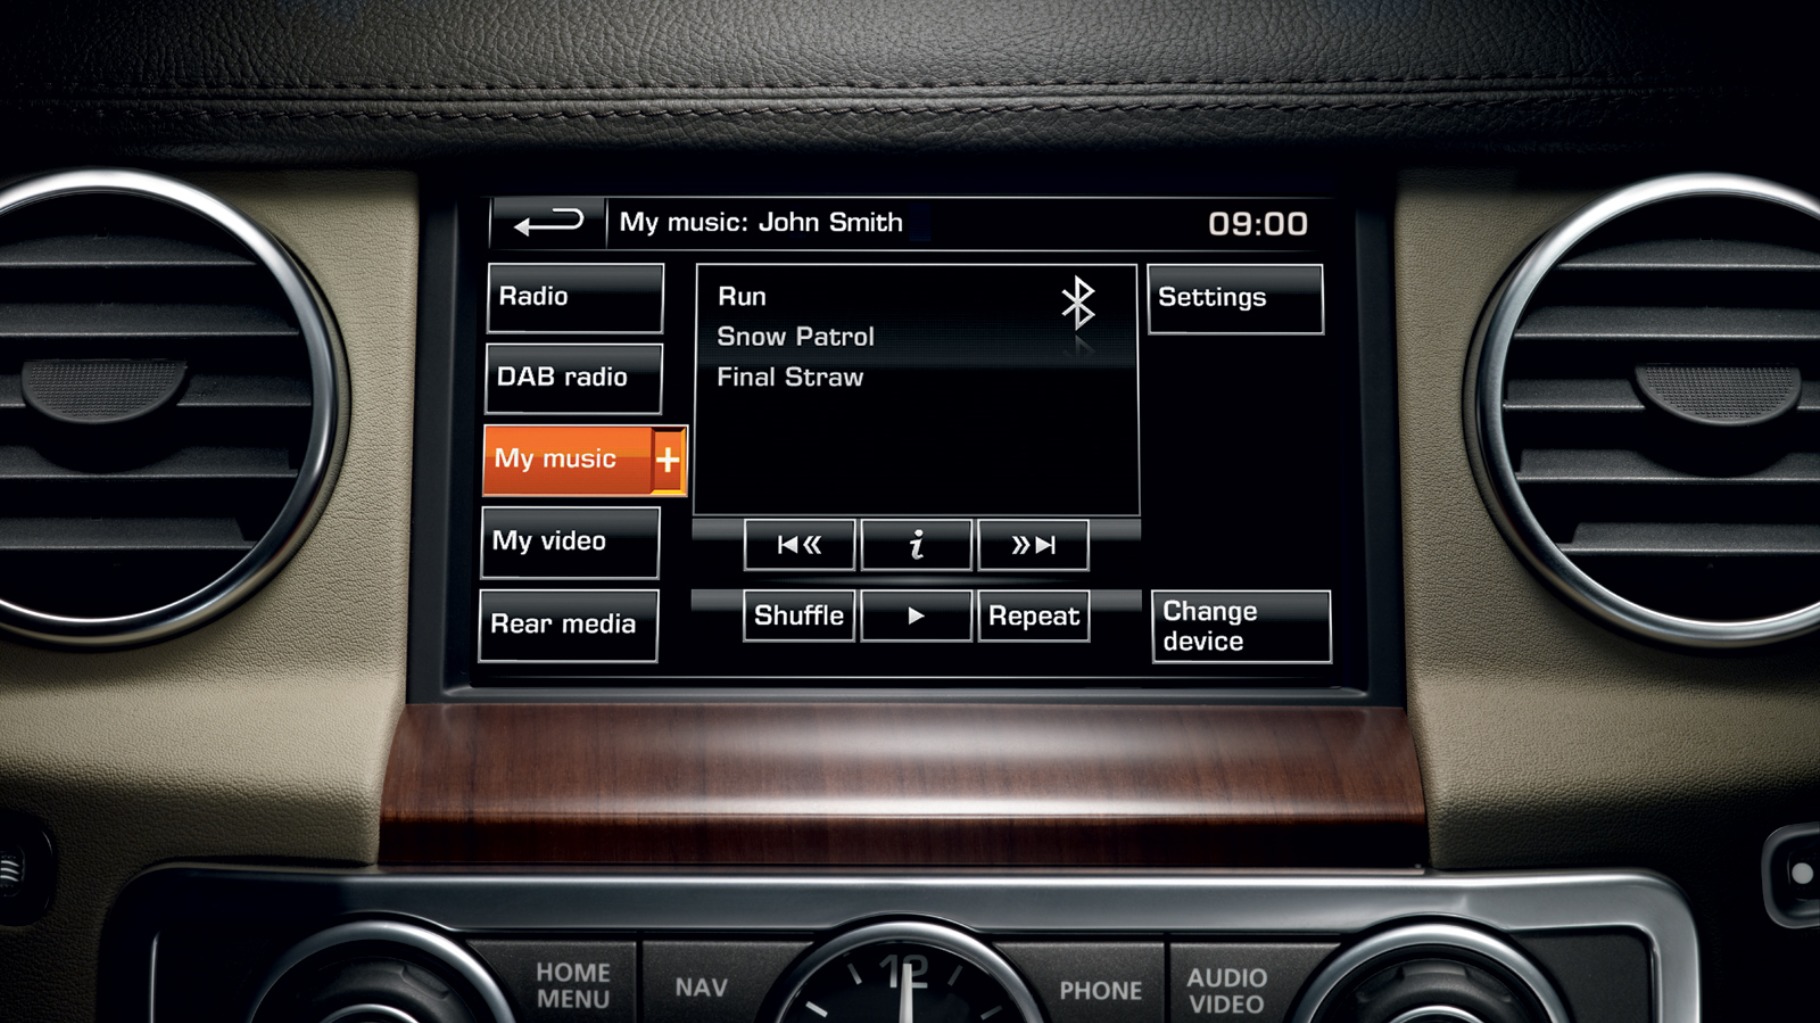 My music: John Smith
09:00
Radio
DAB radio
My music +
My video
Rear media
Run
Snow Patrol
Final Straw
Settings
i
Shuffle
Repeat
Change
device
HOME
MENU
NAV
12
PHONE
AUDIO
VIDEO